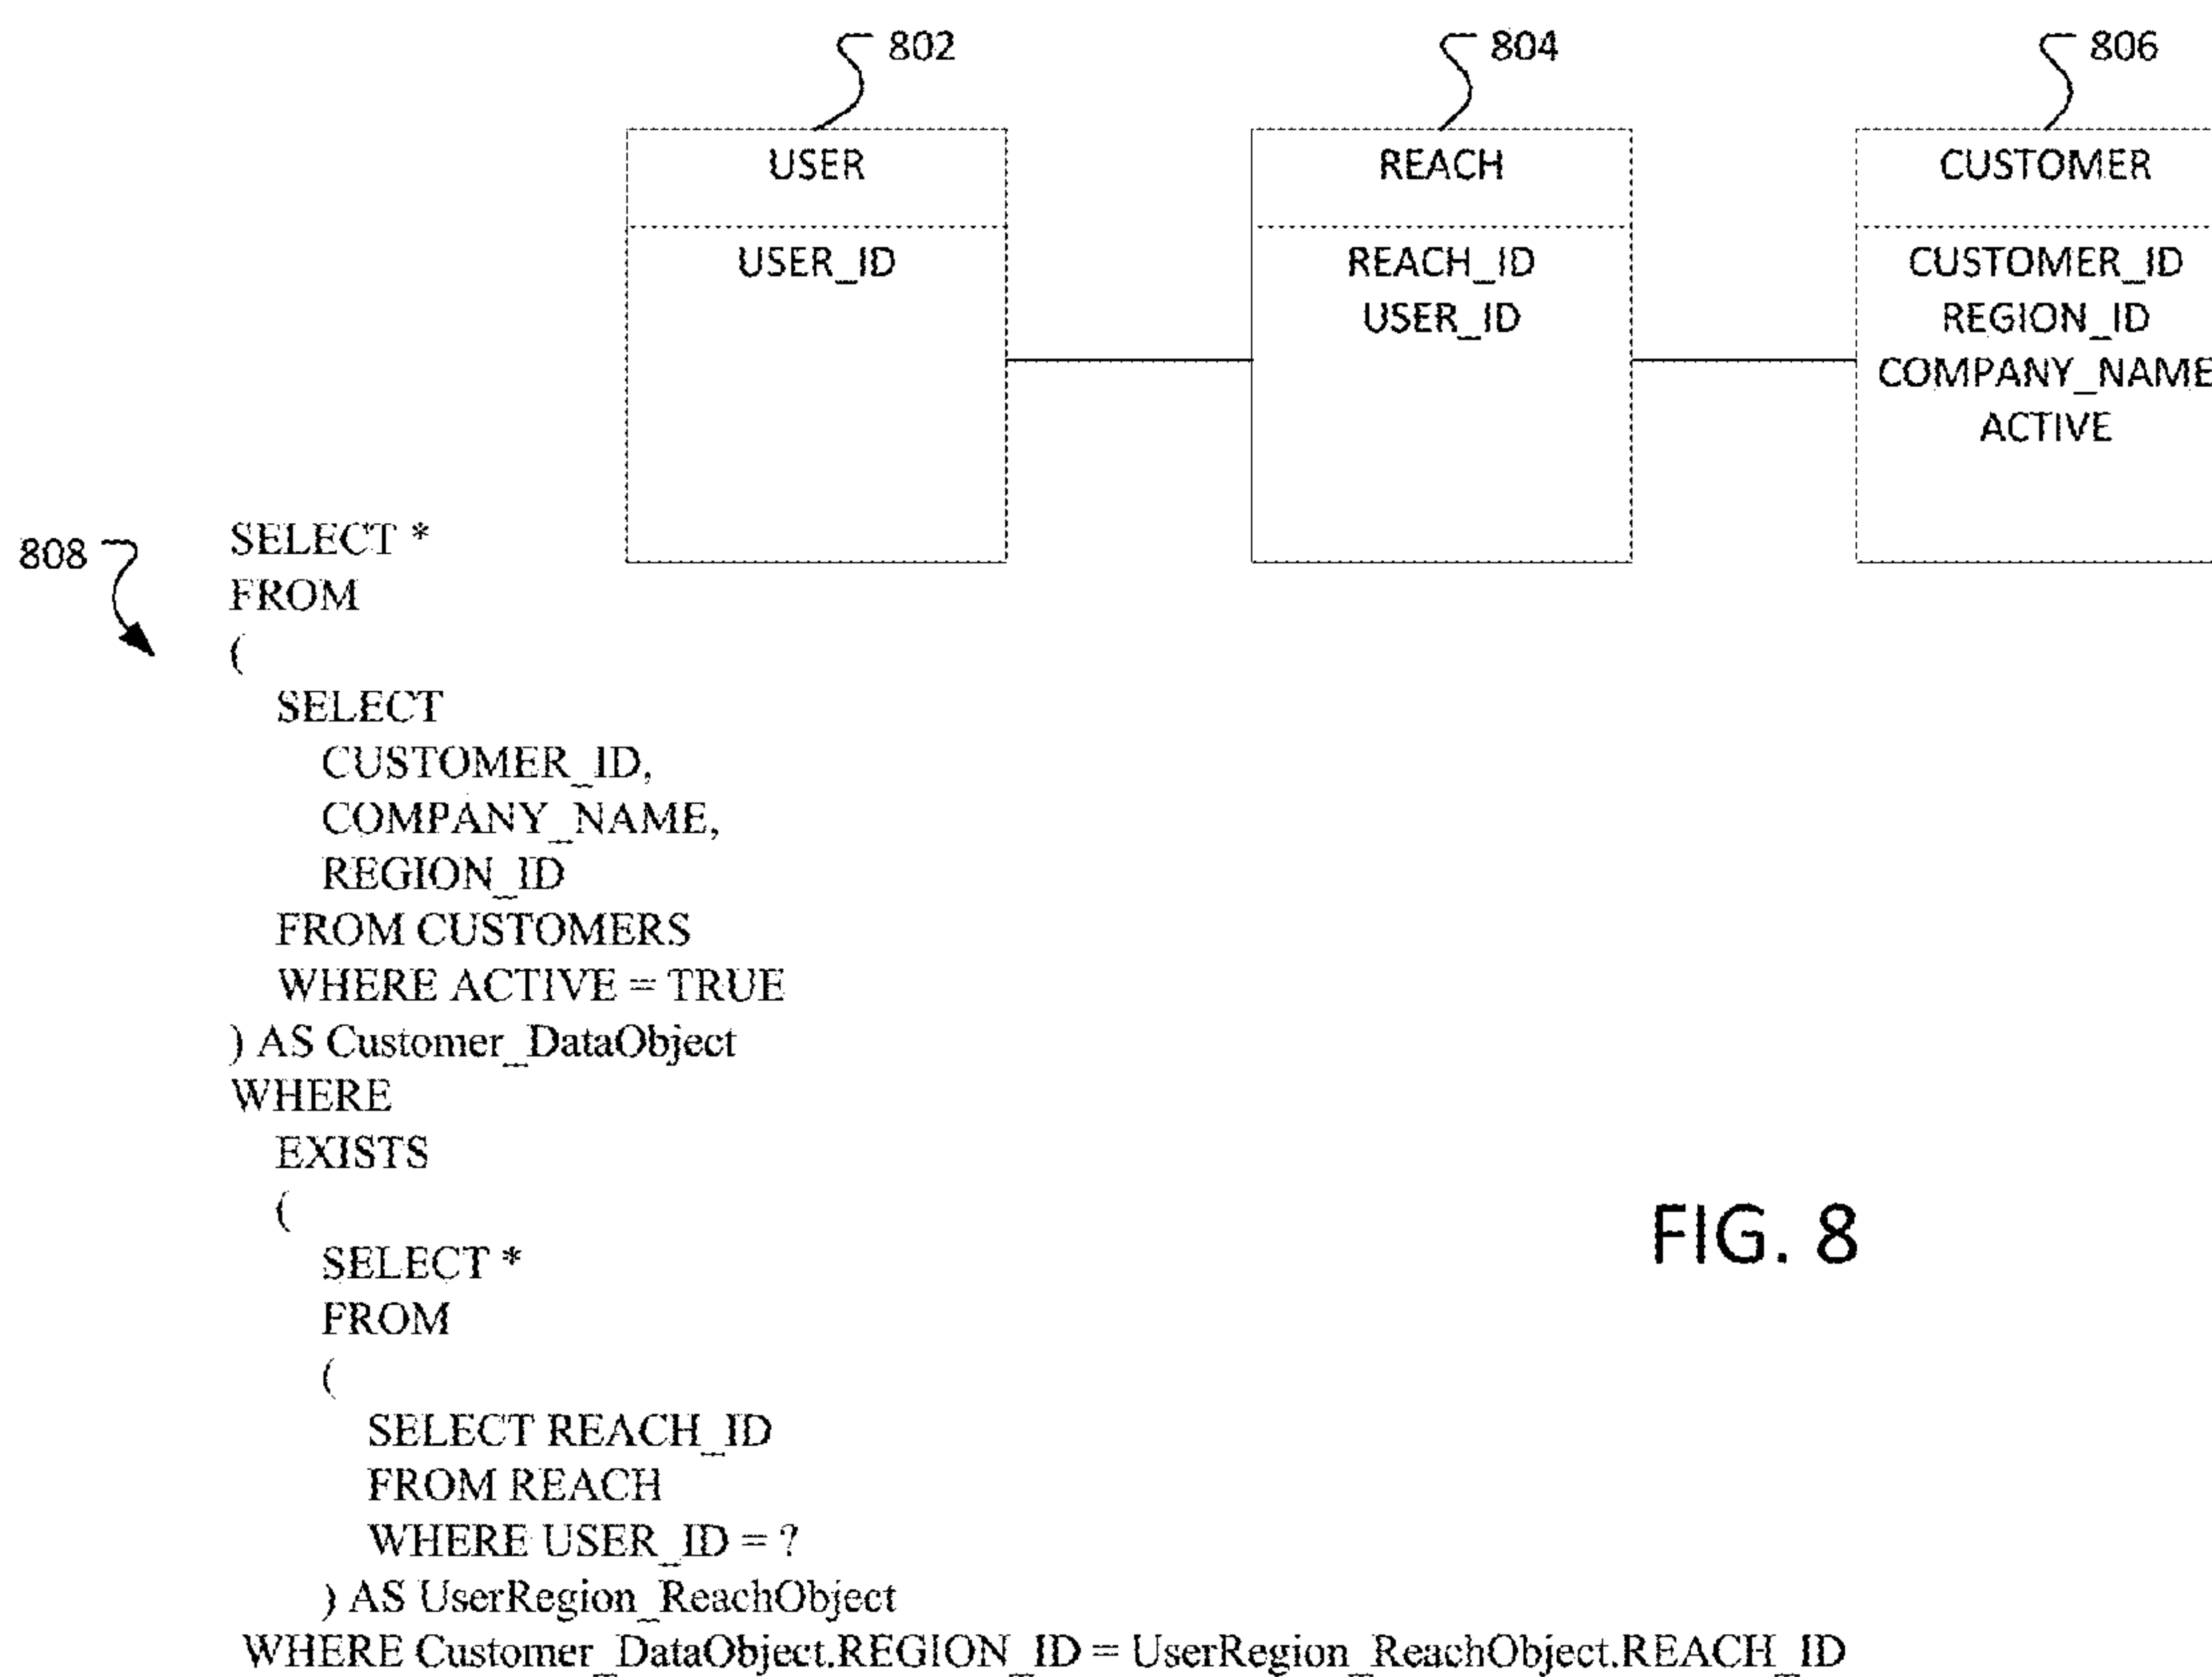 802
804
806
USER
USER_ID
REACH
REACH_ID
USER_ID
CUSTOMER
CUSTOMER_ID
REGION_ID
COMPANY_NAME
ACTIVE
808
SELECT *
FROM
(
SELECT
CUSTOMER_ID,
COMPANY_NAME,
REGION_ID
FROM CUSTOMERS
WHERE ACTIVE = TRUE
) AS Customer_DataObject
WHERE
EXISTS
(
SELECT *
FROM
(
SELECT REACH_ID
FROM REACH
WHERE USER_ID = ?
) AS UserRegion_ReachObject
WHERE Customer_DataObject.REGION_ID = UserRegion_ReachObject.REACH_ID
FIG. 8